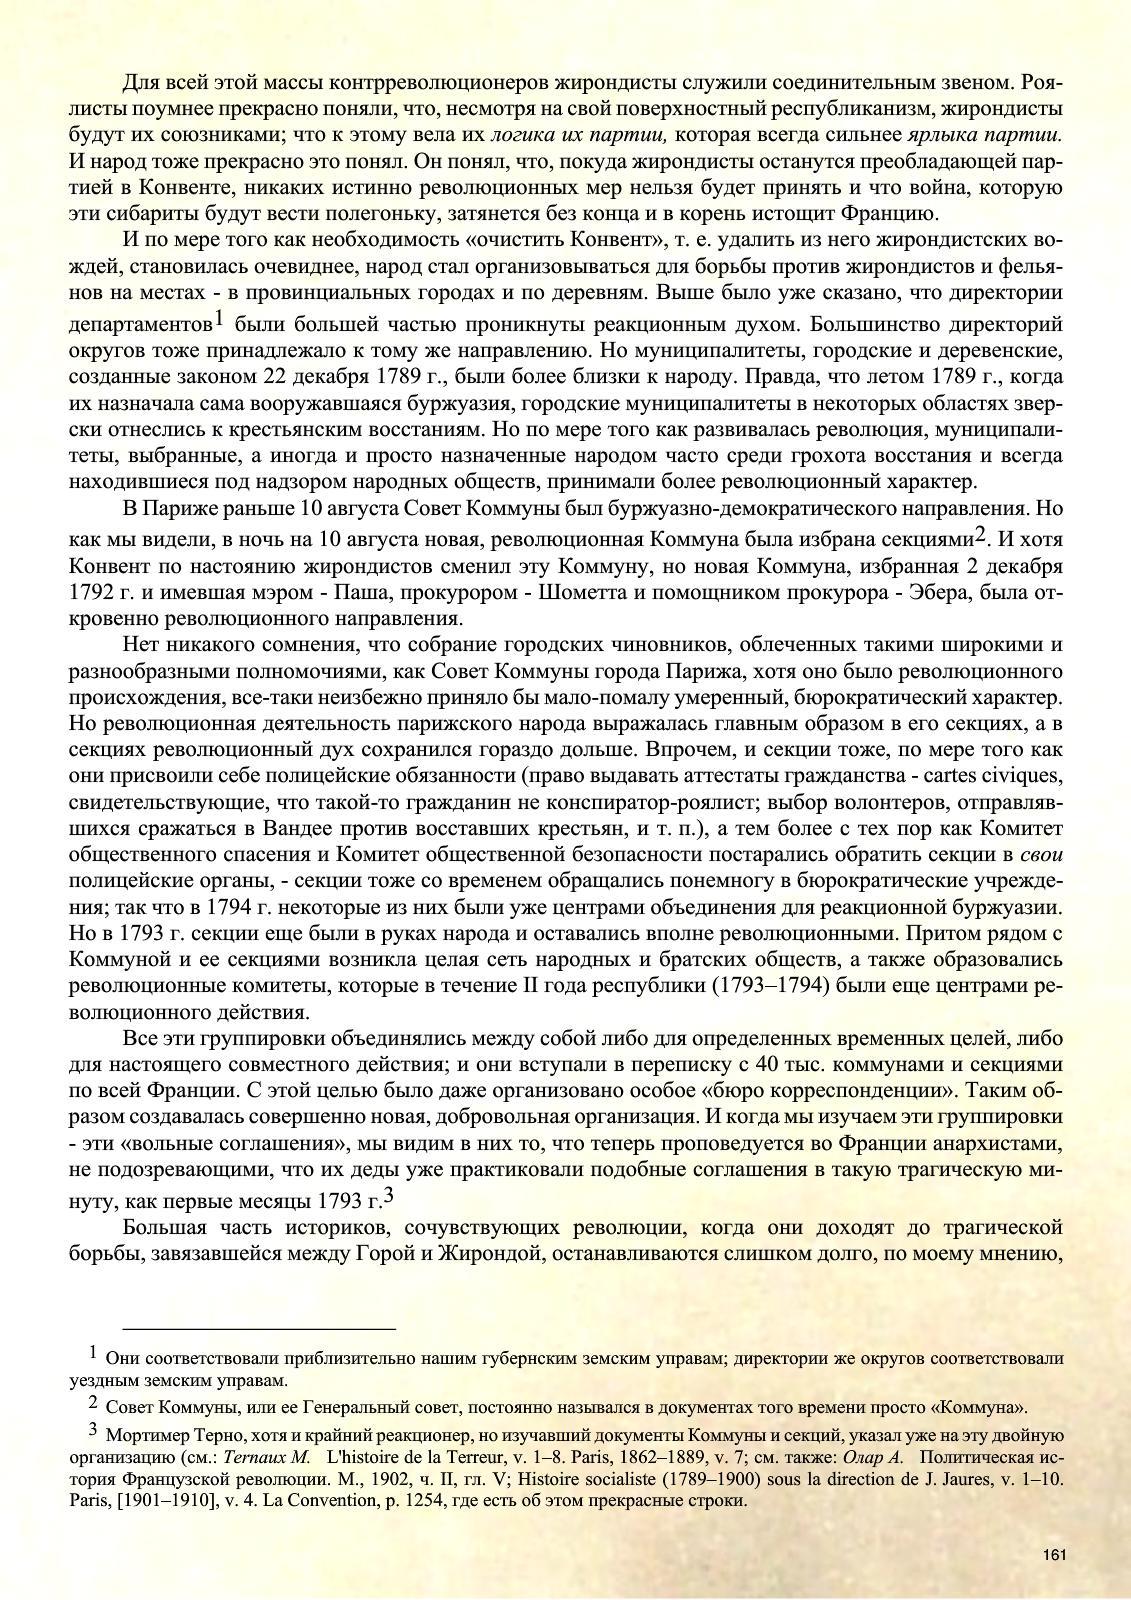 Для всей этой массы контрреволюционеров жирондисты служили соединительным звеном. Роя-
листы поумнее прекрасно поняли, что, несмотря на свой поверхностный республиканизм, жирондисты
будут их союзниками; что к этому вела их логика их партии, которая всегда сильнее ярлыка партии.
И народ тоже прекрасно это понял. Он понял, что, покуда жирондисты останутся преобладающей пар-
тией в Конвенте, никаких истинно революционных мер нельзя будет принять и что война, которую
эти сибариты будут вести полегоньку, затянется без конца и в корень истощит Францию.
И по мере того как необходимость «очистить Конвент», т. е. удалить из него жирондистских во-
ждей, становилась очевиднее, народ стал организовываться для борьбы против жирондистов и фелья-
нов на местах - в провинциальных городах и по деревням. Выше было уже сказано, что директории
департаментов1 были большей частью проникнуты реакционным духом. Большинство директорий
округов тоже принадлежало к тому же направлению. Но муниципалитеты, городские и деревенские,
созданные законом 22 декабря 1789 г., были более близки к народу. Правда, что летом 1789 г., когда
их назначала сама вооружавшаяся буржуазия, городские муниципалитеты в некоторых областях звер-
ски отнеслись к крестьянским восстаниям. Но по мере того как развивалась революция, муниципали-
теты, выбранные, а иногда и просто назначенные народом часто среди грохота восстания и всегда
находившиеся под надзором народных обществ, принимали более революционный характер.
В Париже раньше 10 августа Совет Коммуны был буржуазно-демократического направления. Но
как мы видели, в ночь на 10 августа новая, революционная Коммуна была избрана секциями2. И хотя
Конвент по настоянию жирондистов сменил эту Коммуну, но новая Коммуна, избранная 2 декабря
1792 г. и имевшая мэром - Паша, прокурором - Шометта и помощником прокурора - Эбера, была от-
кровенно революционного направления.
Нет никакого сомнения, что собрание городских чиновников, облеченных такими широкими и
разнообразными полномочиями, как Совет Коммуны города Парижа, хотя оно было революционного
происхождения, все-таки неизбежно приняло бы мало-помалу умеренный, бюрократический характер.
Но революционная деятельность парижского народа выражалась главным образом в его секциях, а в
секциях революционный дух сохранился гораздо дольше. Впрочем, и секции тоже, по мере того как
они присвоили себе полицейские обязанности (право выдавать аттестаты гражданства - cartes civiques,
свидетельствующие, что такой-то гражданин не конспиратор-роялист; выбор волонтеров, отправляв-
шихся сражаться в Вандее против восставших крестьян, и т. п.), а тем более с тех пор как Комитет
общественного спасения и Комитет общественной безопасности постарались обратить секции в свои
полицейские органы, - секции тоже со временем обращались понемногу в бюрократические учрежде-
ния; так что в 1794 г. некоторые из них были уже центрами объединения для реакционной буржуазии.
Но в 1793 г. секции еще были в руках народа и оставались вполне революционными. Притом рядом с
Коммуной и ее секциями возникла целая сеть народных и братских обществ, а также образовались
революционные комитеты, которые в течение II года республики (1793–1794) были еще центрами ре-
волюционного действия.
Все эти группировки объединялись между собой либо для определенных временных целей, либо
для настоящего совместного действия; и они вступали в переписку с 40 тыс. коммунами и секциями
по всей Франции. С этой целью было даже организовано особое «бюро корреспонденции». Таким об-
разом создавалась совершенно новая, добровольная организация. И когда мы изучаем эти группировки
- эти «вольные соглашения», мы видим в них то, что теперь проповедуется во Франции анархистами,
не подозревающими, что их деды уже практиковали подобные соглашения в такую трагическую ми-
нуту, как первые месяцы 1793 г.3
Большая часть историков, сочувствующих революции, когда они доходят до трагической
борьбы, завязавшейся между Горой и Жирондой, останавливаются слишком долго, по моему мнению,
1 Они соответствовали приблизительно нашим губернским земским управам; директории же округов соответствовали
уездным земским управам.
2 Совет Коммуны, или ее Генеральный совет, постоянно назывался в документах того времени просто «Коммуна».
3 Мортимер Терно, хотя и крайний реакционер, но изучавший документы Коммуны и секций, указал уже на эту двойную
организацию (см.: Ternaux M. L'histoire de la Terreur, v. 1–8. Paris, 1862–1889, v. 7; см. также: Олар А. Политическая ис-
тория Французской революции. М., 1902, ч. II, гл. V; Histoire socialiste (1789–1900) sous la direction de J. Jaures, v. 1–10.
Paris, [1901–1910], v. 4. La Convention, p. 1254, где есть об этом прекрасные строки.
161